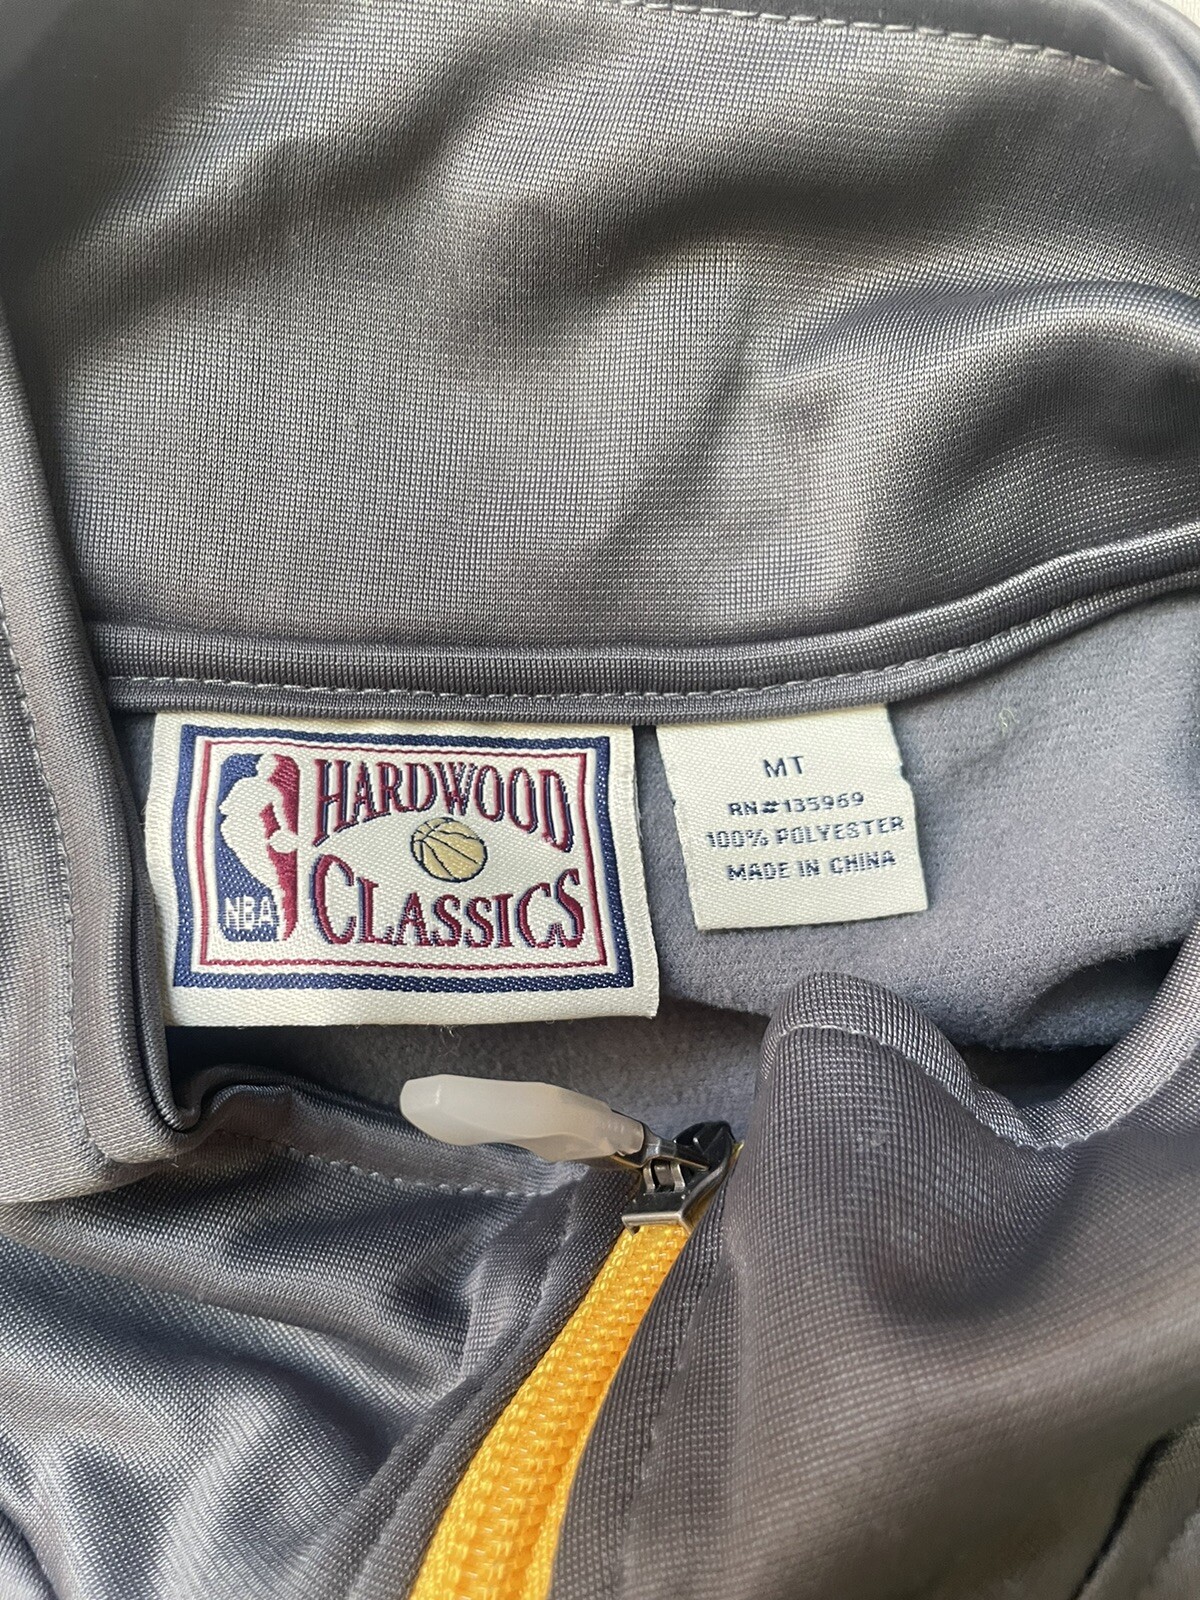 HARDWOOD
CLASSICS
NBA
MT
RN#135969
100% POLYESTER
MADE IN CHINA